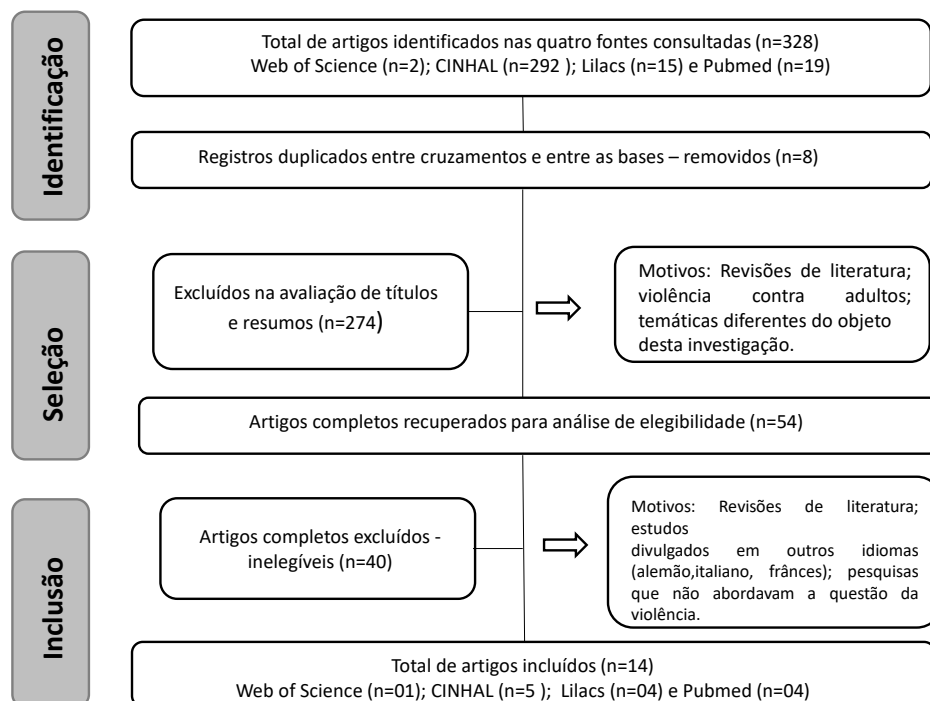 Identificação
Total de artigos identificados nas quatro fontes consultadas (n=328)
Web of Science (n=2); CINHAL (n=292 ); Lilacs (n=15) e Pubmed (n=19)
Registros duplicados entre cruzamentos e entre as bases – removidos (n=8)
Seleção
Excluídos na avaliação de títulos
e resumos (n=274)
Motivos: Revisões de literatura;
violência contra adultos;
temáticas diferentes do objeto
desta investigação.
Artigos completos recuperados para análise de elegibilidade (n=54)
Inclusão
Artigos completos excluídos -
inelegíveis (n=40)
Motivos: Revisões de literatura;
estudos
divulgados em outros idiomas
(alemão,italiano, frânces); pesquisas
que não abordavam a questão da
violência.
Total de artigos incluídos (n=14)
Web of Science (n=01); CINHAL (n=5 ); Lilacs (n=04) e Pubmed (n=04)